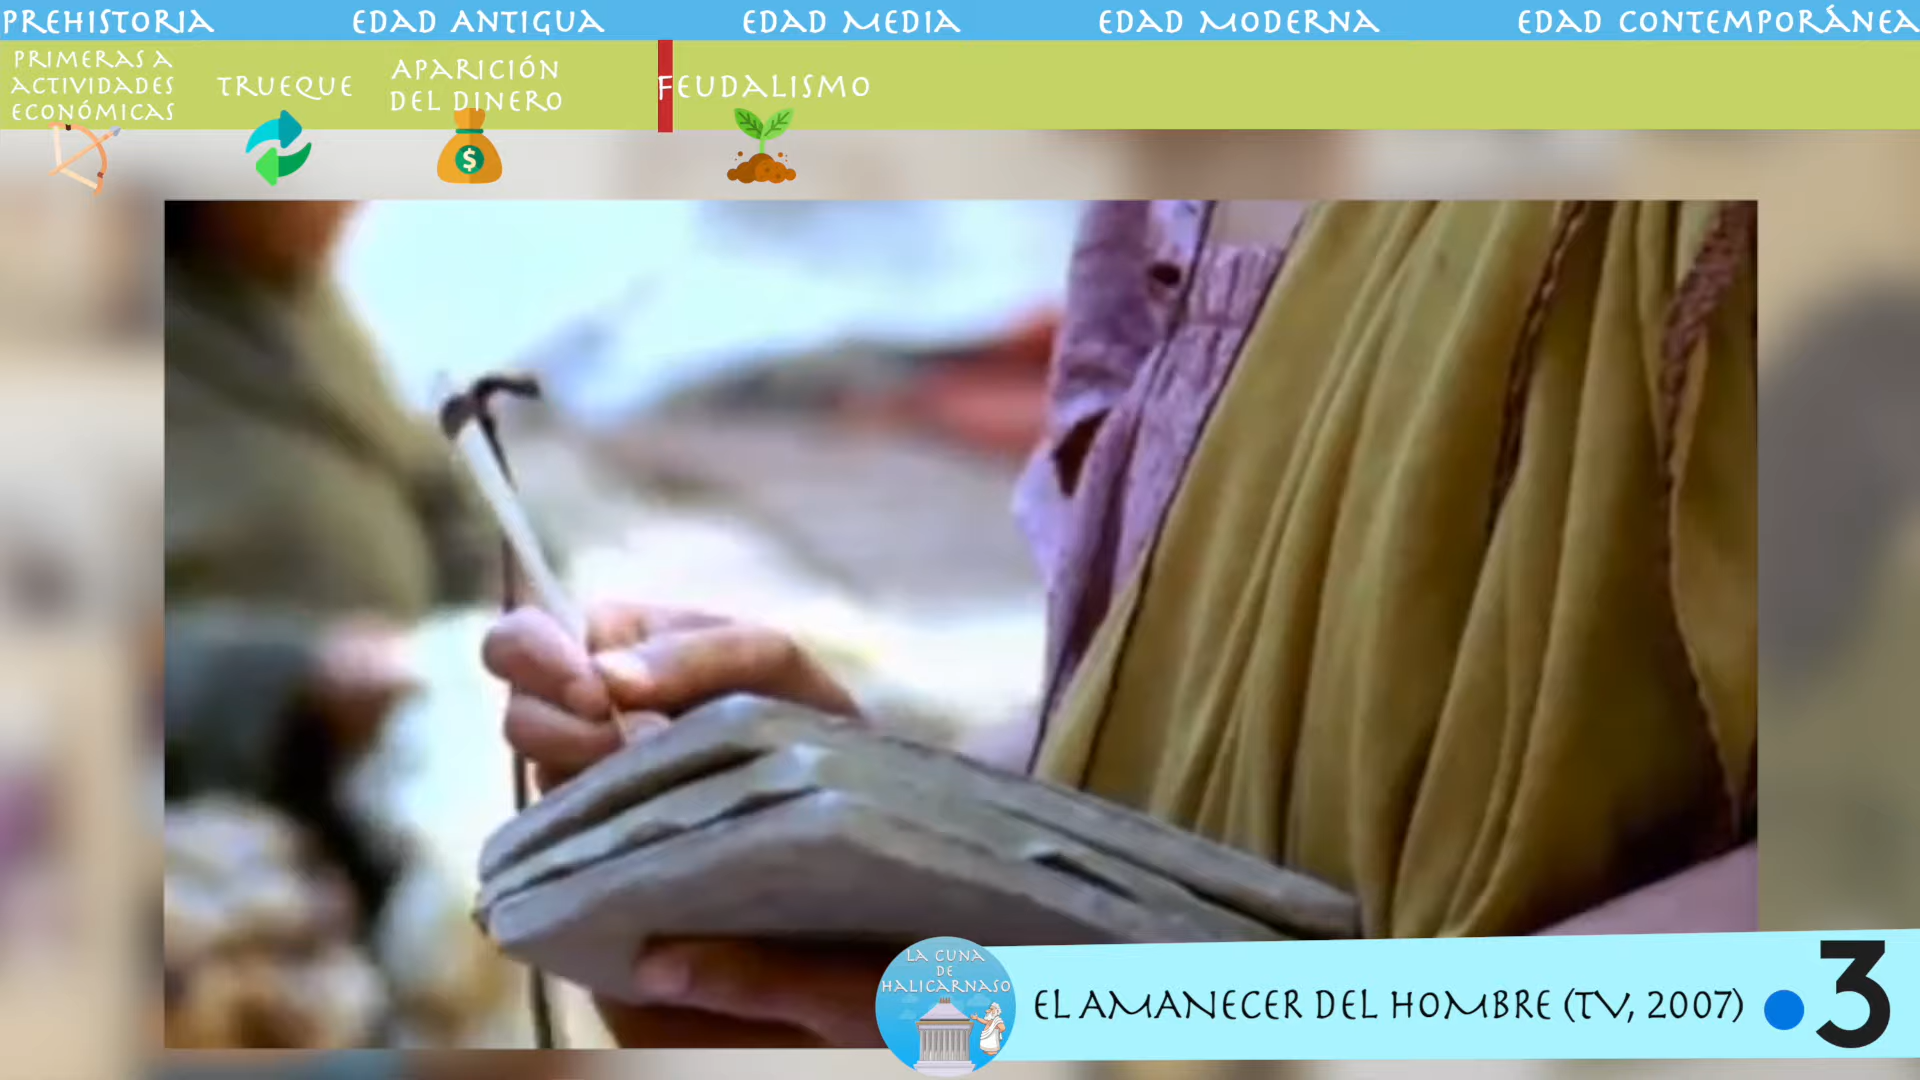 PREHISTORIA EDAD ANTIGUA EDAD MEDIA EDAD MODERNA EDAD CONTEMPORÁNEA
PRIMERAS A
ACTIVIDADES
ECONÓMICAS
TRUEQUE
APARICIÓN
DEL DINERO
FEUDALISMO
$
LA CUNA
DE
HALICARNASO
EL AMANECER DEL HOMBRE (TV, 2007)
3